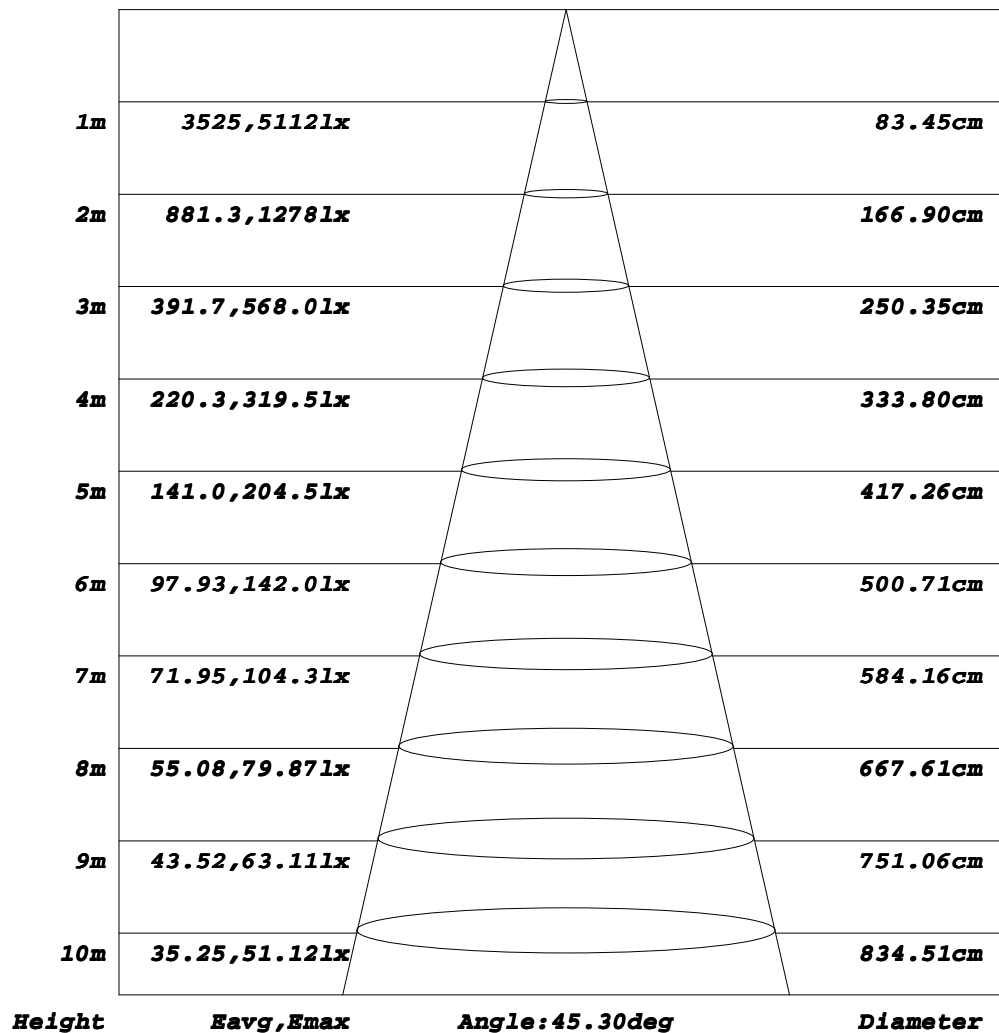 1m 3525,5112lx 83.45cm
2m 881.3,1278lx 166.90cm
3m 391.7,568.0lx 250.35cm
4m 220.3,319.5lx 333.80cm
5m 141.0,204.5lx 417.26cm
6m 97.93,142.0lx 500.71cm
7m 71.95,104.3lx 584.16cm
8m 55.08,79.87lx 667.61cm
9m 43.52,63.11lx 751.06cm
10m 35.25,51.12lx 834.51cm
Height Eavg,Emax Angle:45.30deg Diameter